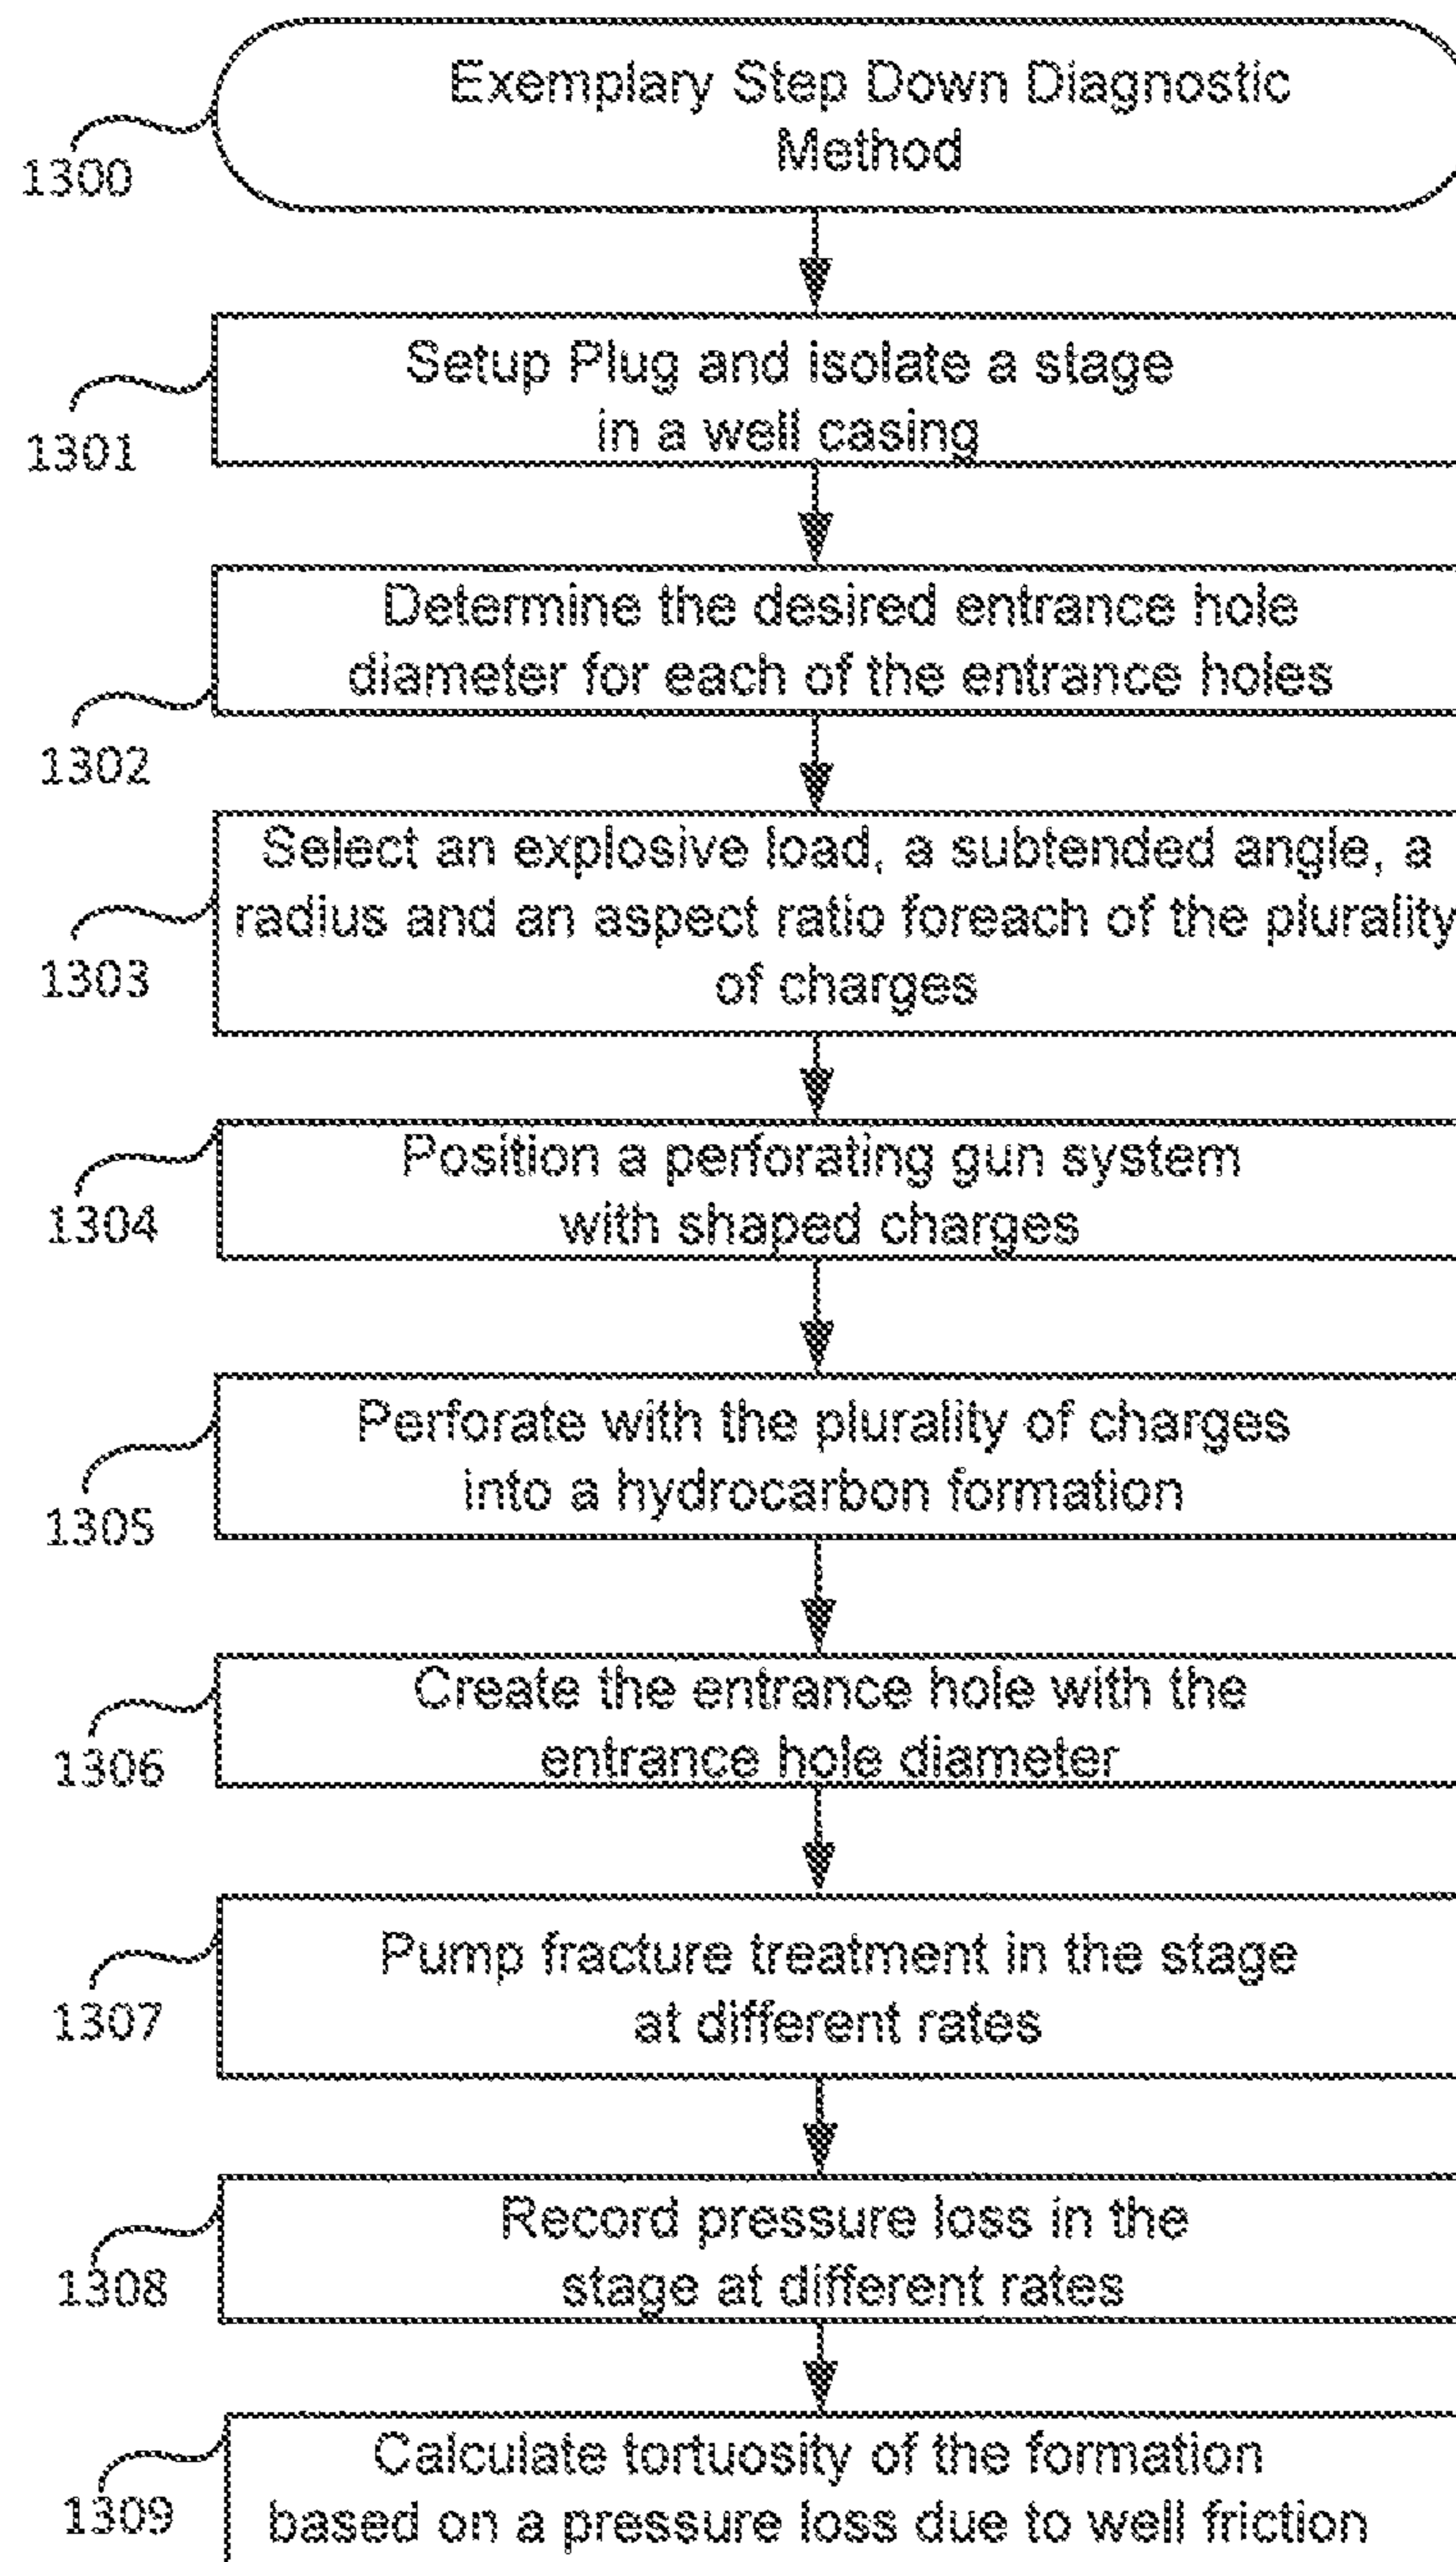 Exemplary Step Down Diagnostic
Method
1300
Setup Plug and isolate a stage
in a well casing
1301
Determine the desired entrance hole
diameter for each of the entrance holes
1302
Select an explosive load, a subtended angle, a
radius and an aspect ratio foreach of the plurality
of charges
1303
Position a perforating gun system
with shaped charges
1304
Perforate with the plurality of charges
into a hydrocarbon formation
1305
Create the entrance hole with the
entrance hole diameter
1306
Pump fracture treatment in the stage
at different rates
1307
Record pressure loss in the
stage at different rates
1308
Calculate tortuosity of the formation
based on a pressure loss due to well friction
1309